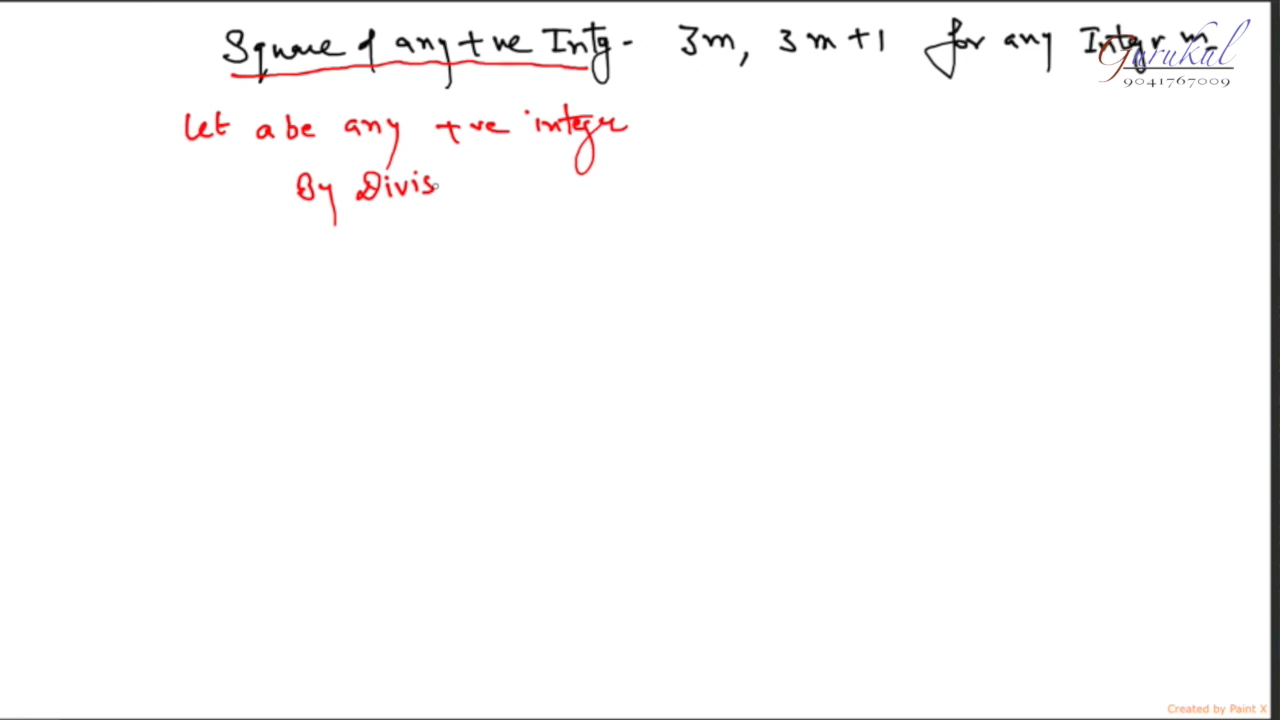 Square of any +ve Intg- 3m, 3m+1 for any Integr m
Gurukul
9041767009
Let a be any +ve integer
By Divis
Created by Paint X